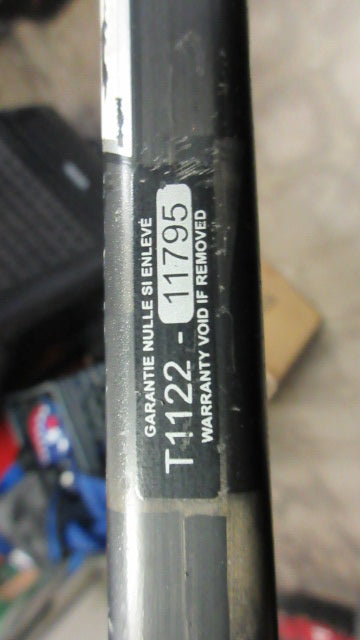 GARANTIE NULLE SI ENLEVÉ
T1122 - 11795
WARRANTY VOID IF REMOVED